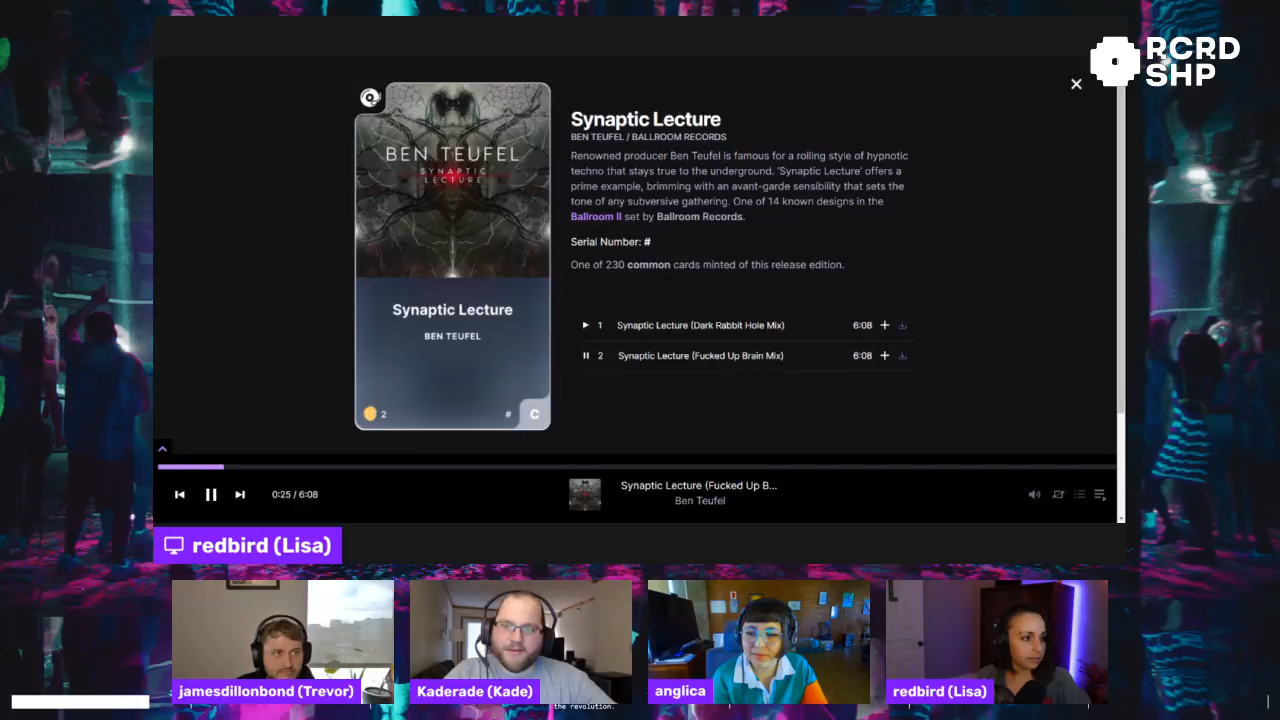 RCRD
SHP
BEN TEUFEL
SYNAPTIC
LECTURE
Synaptic Lecture
BEN TEUFEL
2
#
C
Synaptic Lecture
BEN TEUFEL / BALLROOM RECORDS
Renowned producer Ben Teufel is famous for a rolling style of hypnotic
techno that stays true to the underground. 'Synaptic Lecture' offers a
prime example, brimming with an avant-garde sensibility that sets the
tone of any subversive gathering. One of 14 known designs in the
Ballroom II set by Ballroom Records.
Serial Number: #
One of 230 common cards minted of this release edition.
1 Synaptic Lecture (Dark Rabbit Hole Mix) 6:08
2 Synaptic Lecture (Fucked Up Brain Mix) 6:08
0:25 / 6:08
Synaptic Lecture (Fucked Up B...
Ben Teufel
redbird (Lisa)
jamesdillonbond (Trevor)
Kaderade (Kade)
anglica
redbird (Lisa)
the revolution.